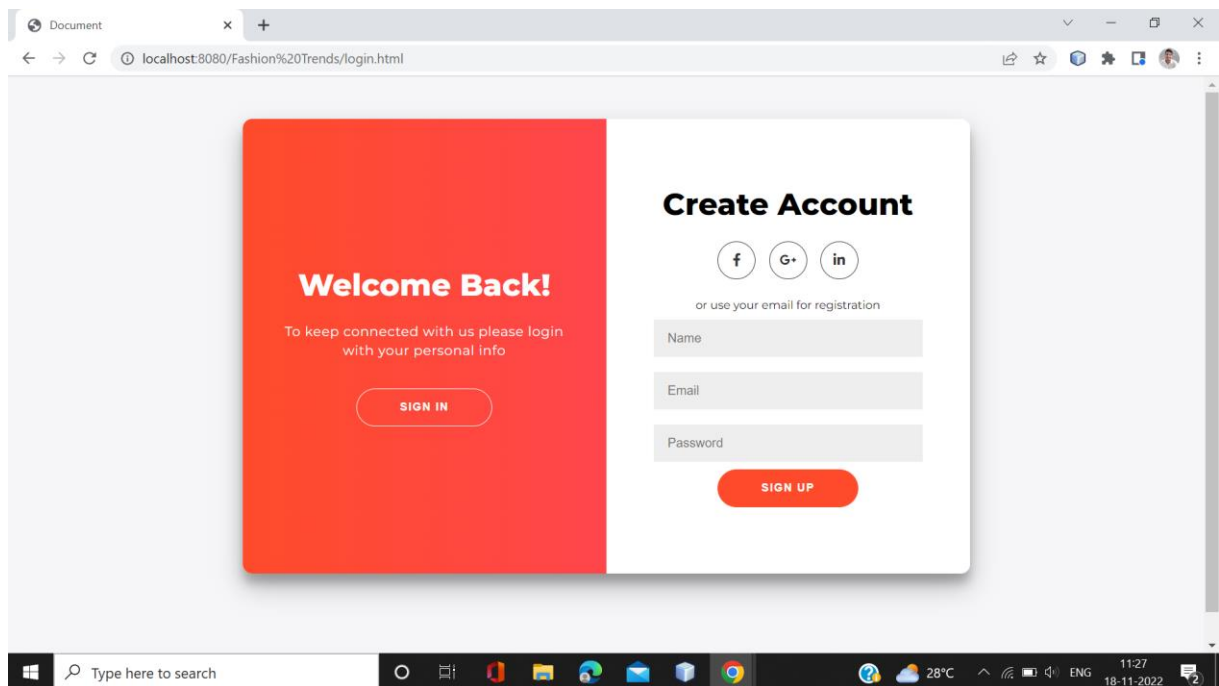 Document
localhost:8080/Fashion%20Trends/login.html
Welcome Back!
To keep connected with us please login
with your personal info
SIGN IN
Create Account
f G+ in
or use your email for registration
Name
Email
Password
SIGN UP
Type here to search
28°C
ENG
11:27
18-11-2022
2